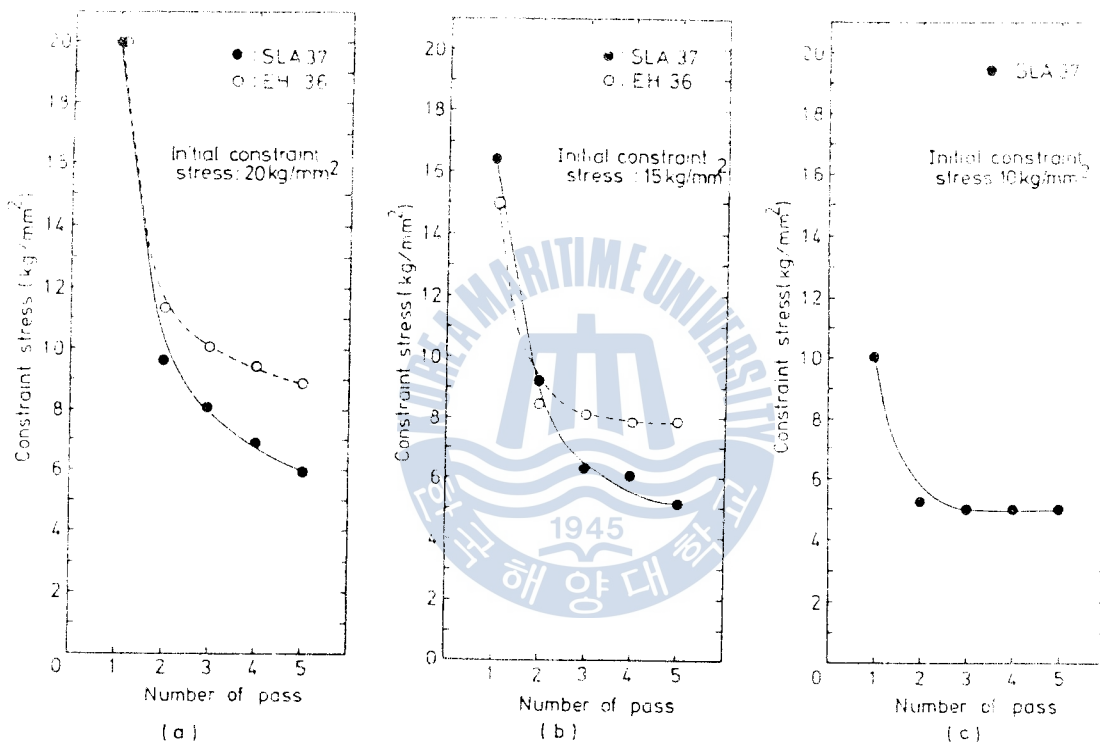 20
18
16
14
12
10
8
6
4
2
0
1 2 3 4 5
Constraint stress (kg/mm²)
Number of pass
(a)
● : SLA 37
○ : EH 36
Initial constraint
stress : 20 kg/mm²
20
18
16
14
12
10
8
6
4
2
0
1 2 3 4 5
Constraint stress (kg/mm²)
Number of pass
(b)
● : SLA 37
○ : EH 36
Initial constraint
stress : 15 kg/mm²
20
18
16
14
12
10
8
6
4
2
0
1 2 3 4 5
Constraint stress (kg/mm²)
Number of pass
(c)
● SLA 37
Initial constraint
stress 10 kg/mm²
KOREA MARITIME UNIVERSITY
1945
한국해양대학교